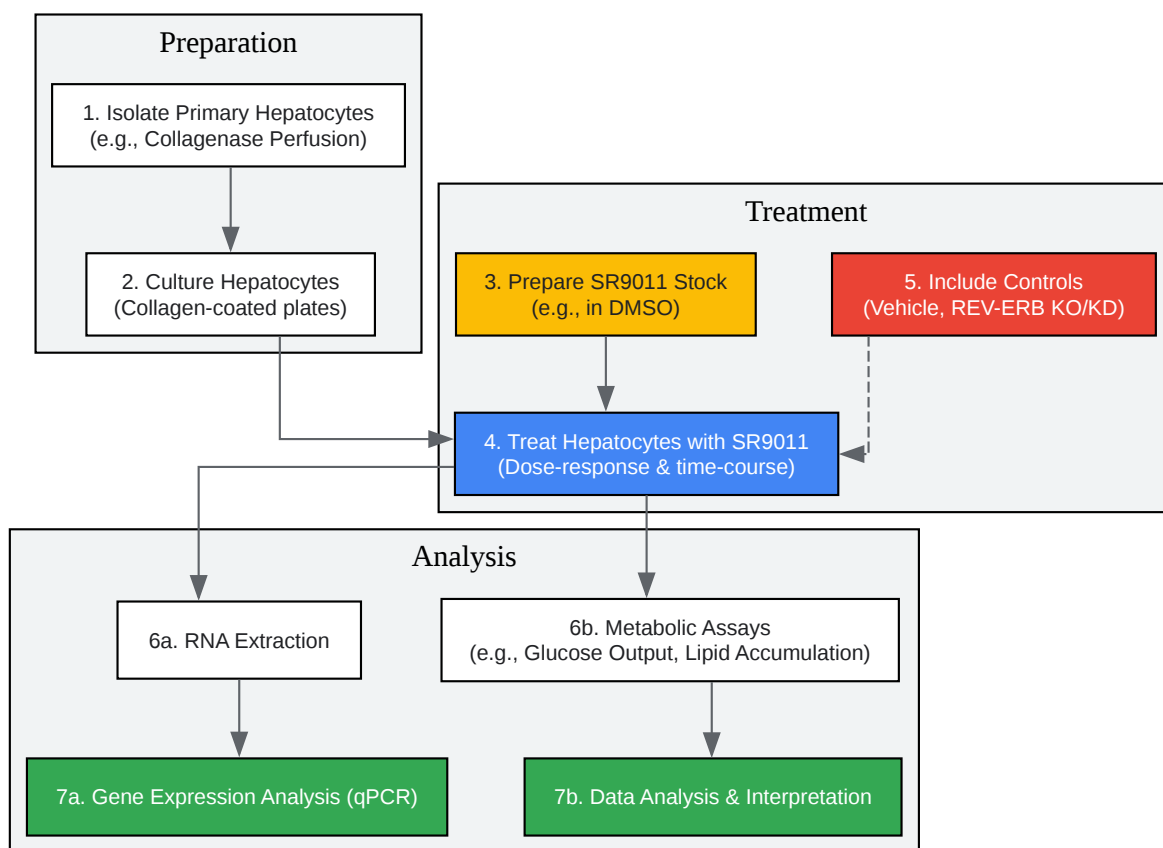 Preparation
1. Isolate Primary Hepatocytes
(e.g., Collagenase Perfusion)
2. Culture Hepatocytes
(Collagen-coated plates)
Treatment
3. Prepare SR9011 Stock
(e.g., in DMSO)
5. Include Controls
(Vehicle, REV-ERB KO/KD)
4. Treat Hepatocytes with SR9011
(Dose-response & time-course)
Analysis
6a. RNA Extraction
6b. Metabolic Assays
(e.g., Glucose Output, Lipid Accumulation)
7a. Gene Expression Analysis (qPCR)
7b. Data Analysis & Interpretation